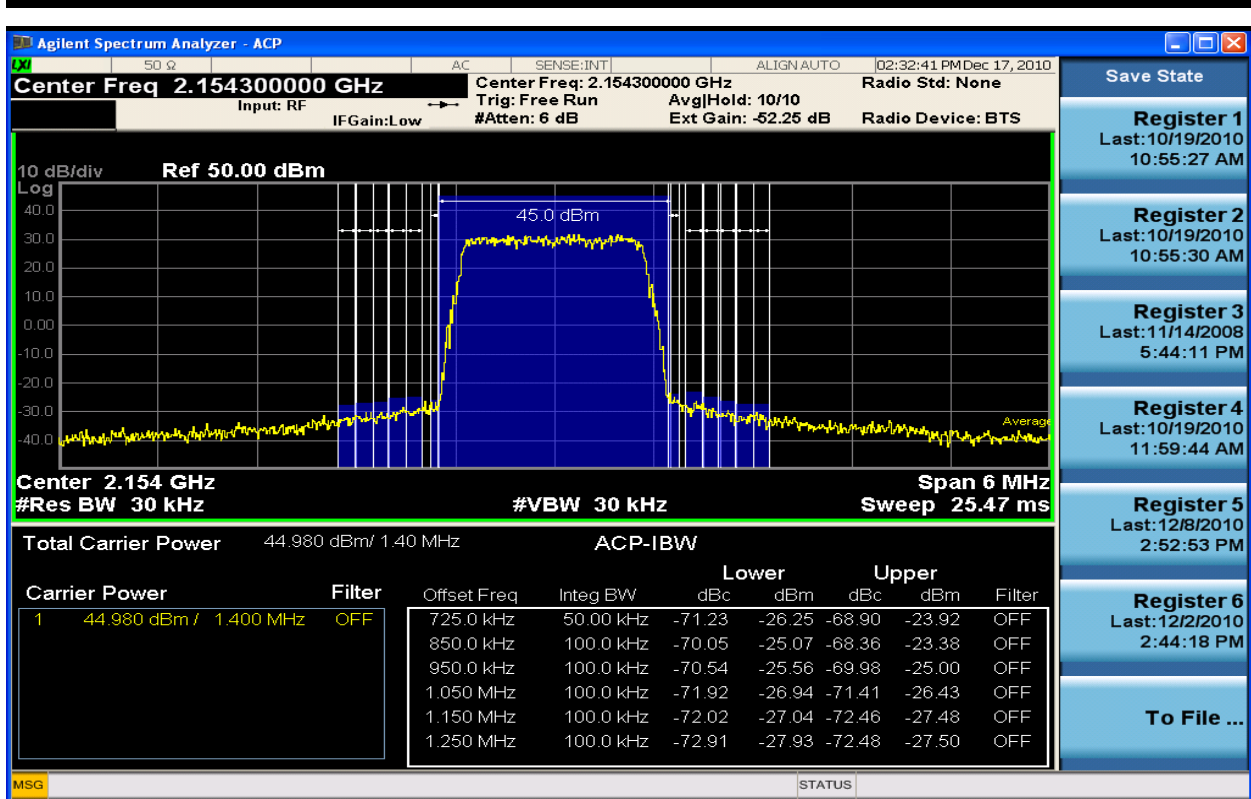 Agilent Spectrum Analyzer - ACP
LXI 50 Ω AC SENSE:INT ALIGN AUTO 02:32:41 PM Dec 17, 2010
Center Freq 2.154300000 GHz
Input: RF
IFGain:Low
Center Freq: 2.154300000 GHz
Trig: Free Run Avg|Hold: 10/10
#Atten: 6 dB Ext Gain: -52.25 dB
Radio Std: None
Radio Device: BTS
10 dB/div Ref 50.00 dBm
Log
40.0
30.0
20.0
10.0
0.00
-10.0
-20.0
-30.0
-40.0
45.0 dBm
Average
Center 2.154 GHz Span 6 MHz
#Res BW 30 kHz #VBW 30 kHz Sweep 25.47 ms
Total Carrier Power 44.980 dBm/ 1.40 MHz ACP-IBW
Carrier Power Filter
1 44.980 dBm / 1.400 MHz OFF
Lower Upper
Offset Freq Integ BW dBc dBm dBc dBm Filter
725.0 kHz 50.00 kHz -71.23 -26.25 -68.90 -23.92 OFF
850.0 kHz 100.0 kHz -70.05 -25.07 -68.36 -23.38 OFF
950.0 kHz 100.0 kHz -70.54 -25.56 -69.98 -25.00 OFF
1.050 MHz 100.0 kHz -71.92 -26.94 -71.41 -26.43 OFF
1.150 MHz 100.0 kHz -72.02 -27.04 -72.46 -27.48 OFF
1.250 MHz 100.0 kHz -72.91 -27.93 -72.48 -27.50 OFF
MSG STATUS
Save State
Register 1
Last:10/19/2010
10:55:27 AM
Register 2
Last:10/19/2010
10:55:30 AM
Register 3
Last:11/14/2008
5:44:11 PM
Register 4
Last:10/19/2010
11:59:44 AM
Register 5
Last:12/8/2010
2:52:53 PM
Register 6
Last:12/2/2010
2:44:18 PM
To File ...